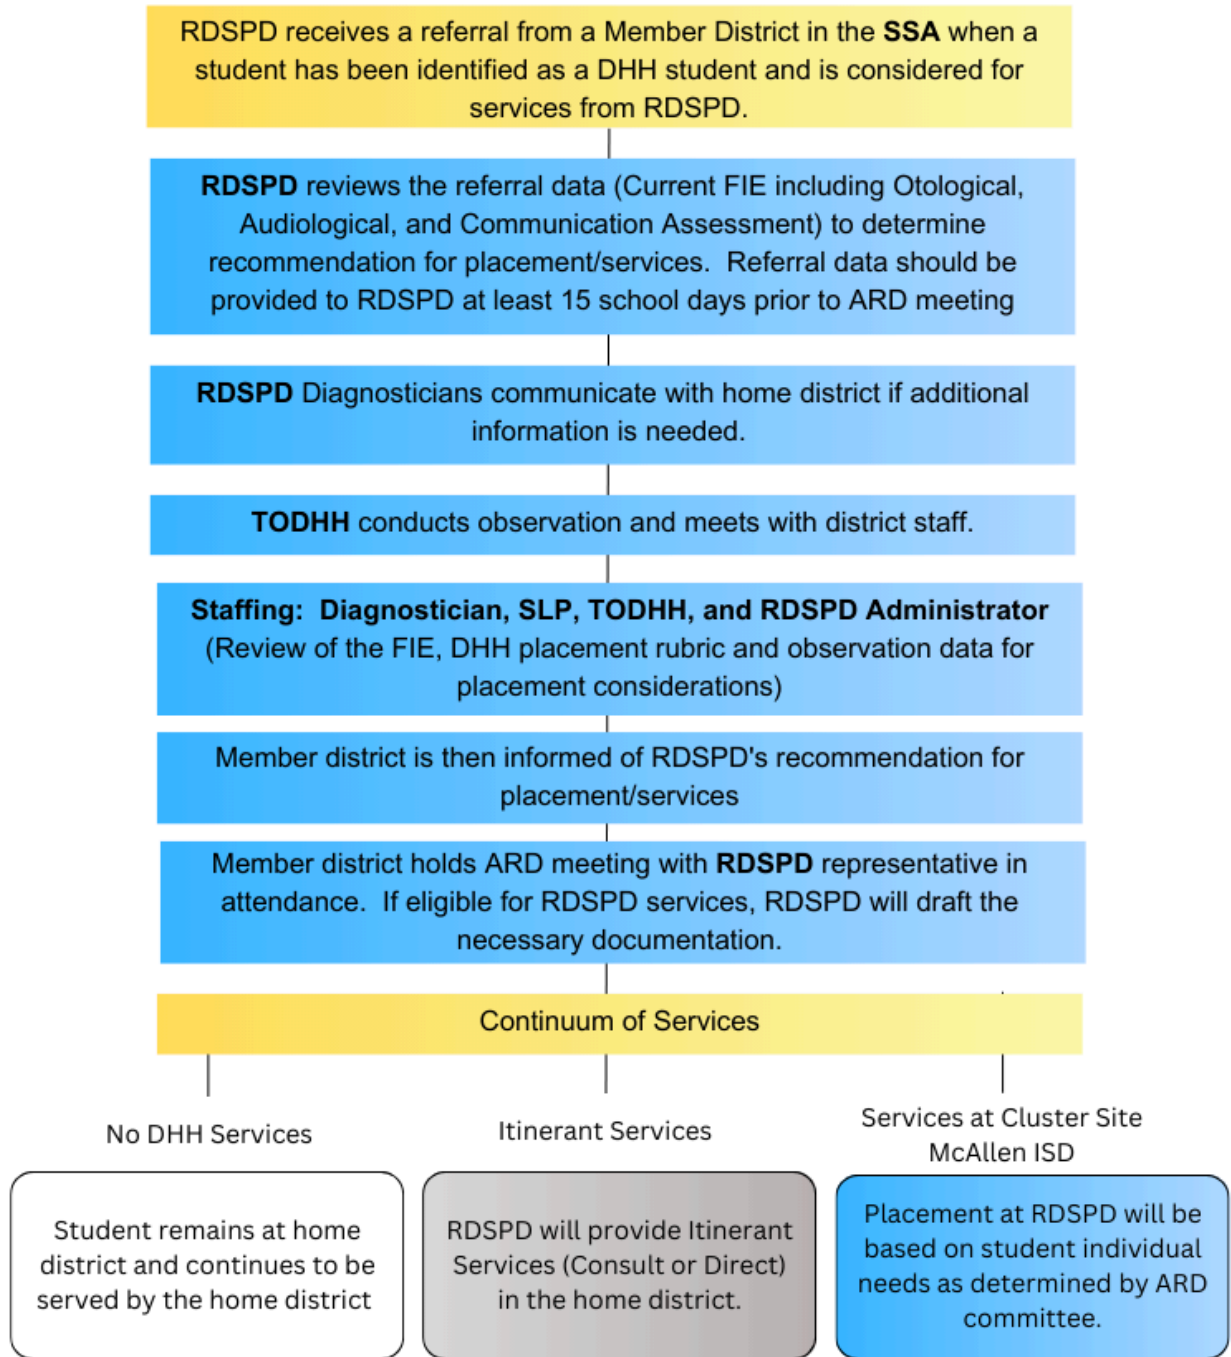 RDSPD receives a referral from a Member District in the SSA when a
student has been identified as a DHH student and is considered for
services from RDSPD.
RDSPD reviews the referral data (Current FIE including Otological,
Audiological, and Communication Assessment) to determine
recommendation for placement/services. Referral data should be
provided to RDSPD at least 15 school days prior to ARD meeting
RDSPD Diagnosticians communicate with home district if additional
information is needed.
TODHH conducts observation and meets with district staff.
Staffing: Diagnostician, SLP, TODHH, and RDSPD Administrator
(Review of the FIE, DHH placement rubric and observation data for
placement considerations)
Member district is then informed of RDSPD's recommendation for
placement/services
Member district holds ARD meeting with RDSPD representative in
attendance. If eligible for RDSPD services, RDSPD will draft the
necessary documentation.
Continuum of Services
No DHH Services
Student remains at home
district and continues to be
served by the home district
Itinerant Services
RDSPD will provide Itinerant
Services (Consult or Direct)
in the home district.
Services at Cluster Site
McAllen ISD
Placement at RDSPD will be
based on student individual
needs as determined by ARD
committee.